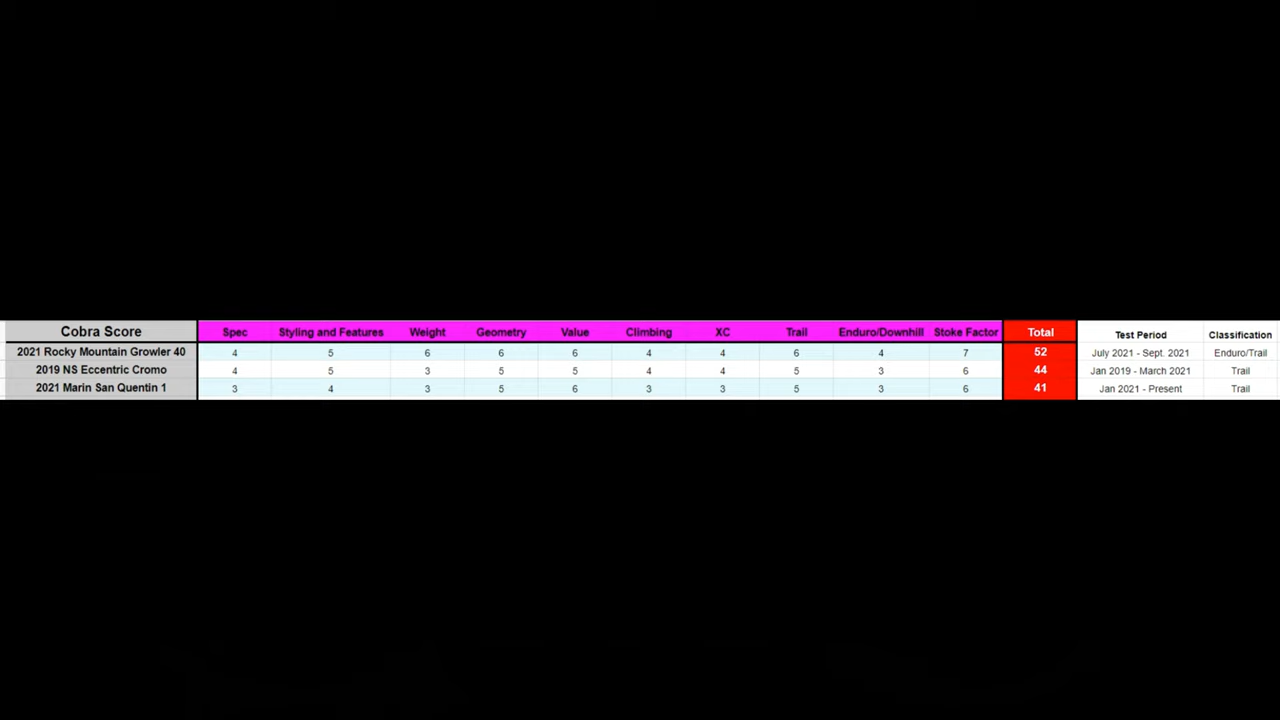 Cobra Score Spec Styling and Features Weight Geometry Value Climbing XC Trail Enduro/Downhill Stoke Factor Total Test Period Classification
2021 Rocky Mountain Growler 40 4 5 6 6 6 4 4 6 4 7 52 July 2021 - Sept. 2021 Enduro/Trail
2019 NS Eccentric Cromo 4 5 3 5 5 4 4 5 3 6 44 Jan 2019 - March 2021 Trail
2021 Marin San Quentin 1 3 4 3 5 6 3 3 5 3 6 41 Jan 2021 - Present Trail